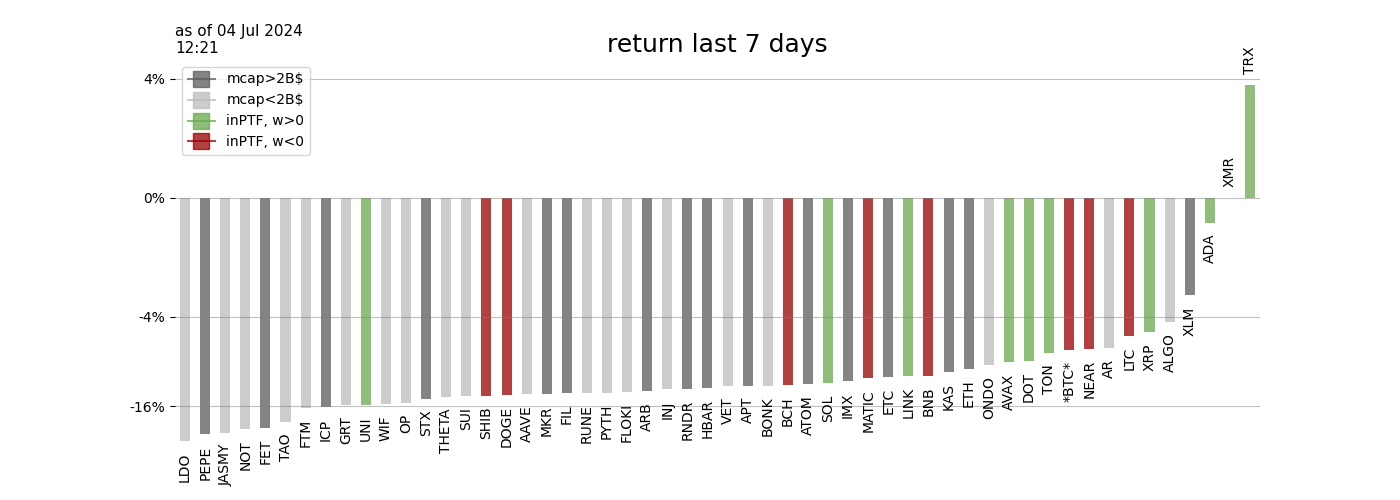 as of 04 Jul 2024
12:21
return last 7 days
mcap>2B$
mcap<2B$
inPTF, w>0
inPTF, w<0
4%
0%
-4%
-16%
LDO
PEPE
JASMY
NOT
FET
TAO
FTM
ICP
GRT
UNI
WIF
OP
STX
THETA
SUI
SHIB
DOGE
AAVE
MKR
FIL
RUNE
PYTH
FLOKI
ARB
INJ
RNDR
HBAR
VET
APT
BONK
BCH
ATOM
SOL
IMX
MATIC
ETC
LINK
BNB
KAS
ETH
ONDO
AVAX
DOT
TON
*BTC*
NEAR
AR
LTC
XRP
ALGO
XLM
ADA
XMR
TRX